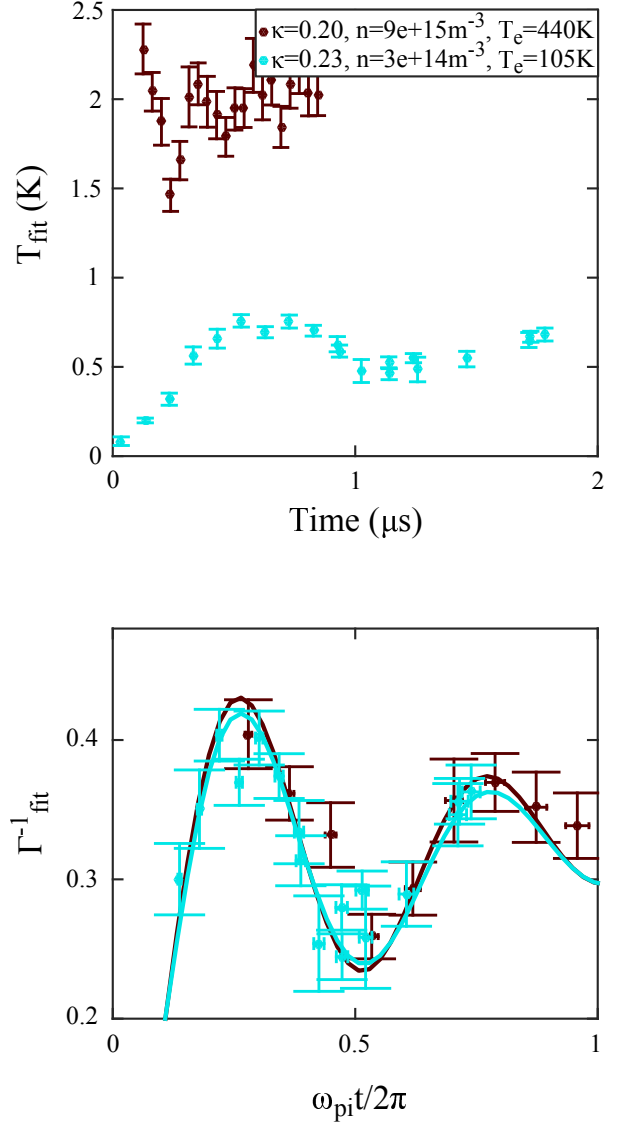 2.5
κ=0.20, n=9e+15m⁻³, Tₑ=440K
κ=0.23, n=3e+14m⁻³, Tₑ=105K
2
1.5
1
0.5
0
T_fit (K)
0 1 2
Time (μs)
0.4
0.3
0.2
Γ⁻¹_fit
0 0.5 1
ω_pi t/2π